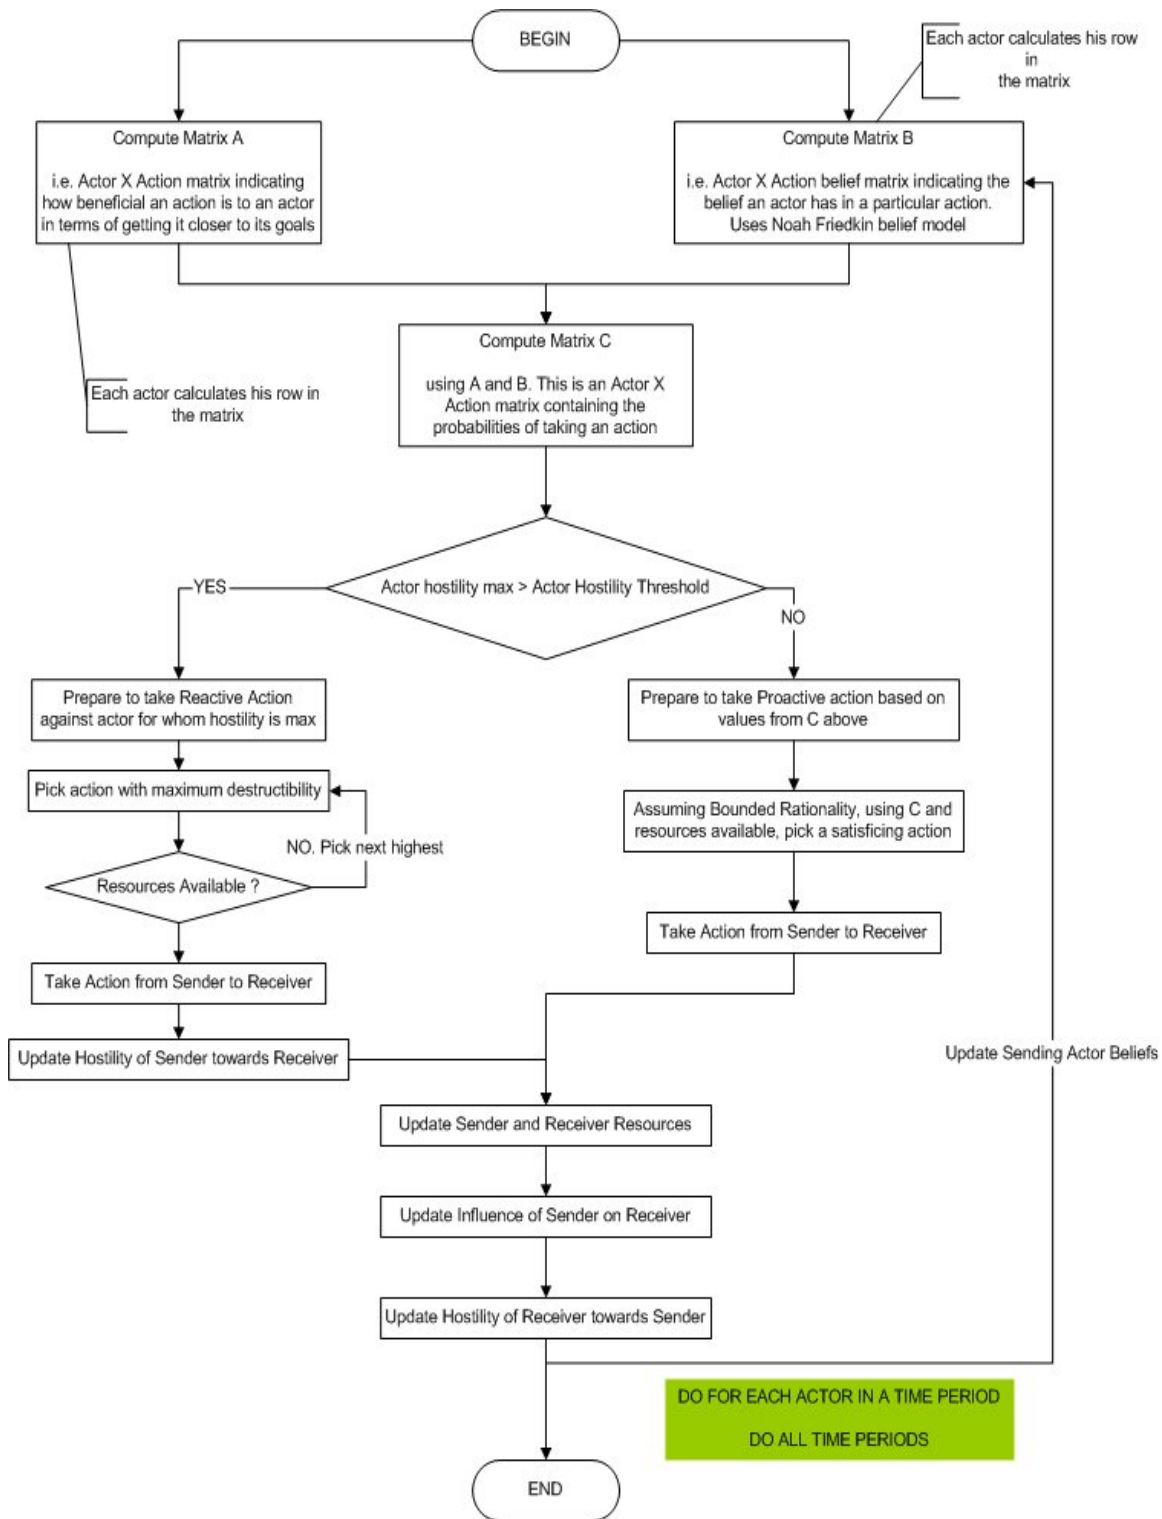 BEGIN
Each actor calculates his row
in
the matrix
Compute Matrix A
i.e. Actor X Action matrix indicating
how beneficial an action is to an actor
in terms of getting it closer to its goals
Compute Matrix B
i.e. Actor X Action belief matrix indicating the
belief an actor has in a particular action.
Uses Noah Friedkin belief model
Compute Matrix C
using A and B. This is an Actor X
Action matrix containing the
probabilities of taking an action
Each actor calculates his row in
the matrix
Actor hostility max > Actor Hostility Threshold
YES
NO
Prepare to take Reactive Action
against actor for whom hostility is max
Prepare to take Proactive action based on
values from C above
Pick action with maximum destructibility
Assuming Bounded Rationality, using C and
resources available, pick a satisficing action
NO. Pick next highest
Resources Available ?
Take Action from Sender to Receiver
Take Action from Sender to Receiver
Update Hostility of Sender towards Receiver
Update Sending Actor Beliefs
Update Sender and Receiver Resources
Update Influence of Sender on Receiver
Update Hostility of Receiver towards Sender
DO FOR EACH ACTOR IN A TIME PERIOD
DO ALL TIME PERIODS
END